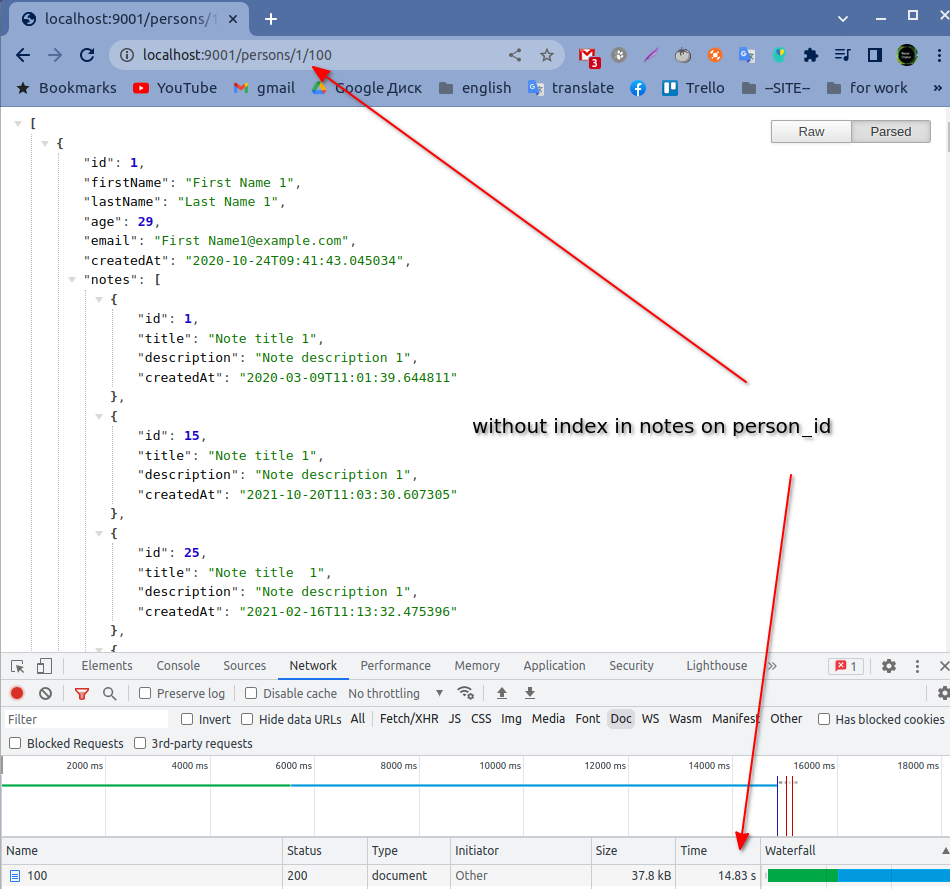 localhost:9001/persons/1
localhost:9001/persons/1/100
3
Bookmarks YouTube gmail Google Диск english translate Trello --SITE-- for work »
Raw Parsed
[
{
"id": 1,
"firstName": "First Name 1",
"lastName": "Last Name 1",
"age": 29,
"email": "First Name1@example.com",
"createdAt": "2020-10-24T09:41:43.045034",
"notes": [
{
"id": 1,
"title": "Note title 1",
"description": "Note description 1",
"createdAt": "2020-03-09T11:01:39.644811"
},
{
"id": 15,
"title": "Note title 1",
"description": "Note description 1",
"createdAt": "2021-10-20T11:03:30.607305"
},
{
"id": 25,
"title": "Note title  1",
"description": "Note description 1",
"createdAt": "2021-02-16T11:13:32.475396"
},
{
without index in notes on person_id
Elements Console Sources Network Performance Memory Application Security Lighthouse » 1
Preserve log Disable cache No throttling
Filter Invert Hide data URLs All Fetch/XHR JS CSS Img Media Font Doc WS Wasm Manifest Other Has blocked cookies
Blocked Requests 3rd-party requests
2000 ms 4000 ms 6000 ms 8000 ms 10000 ms 12000 ms 14000 ms 16000 ms 18000 ms
Name Status Type Initiator Size Time Waterfall
100 200 document Other 37.8 kB 14.83 s